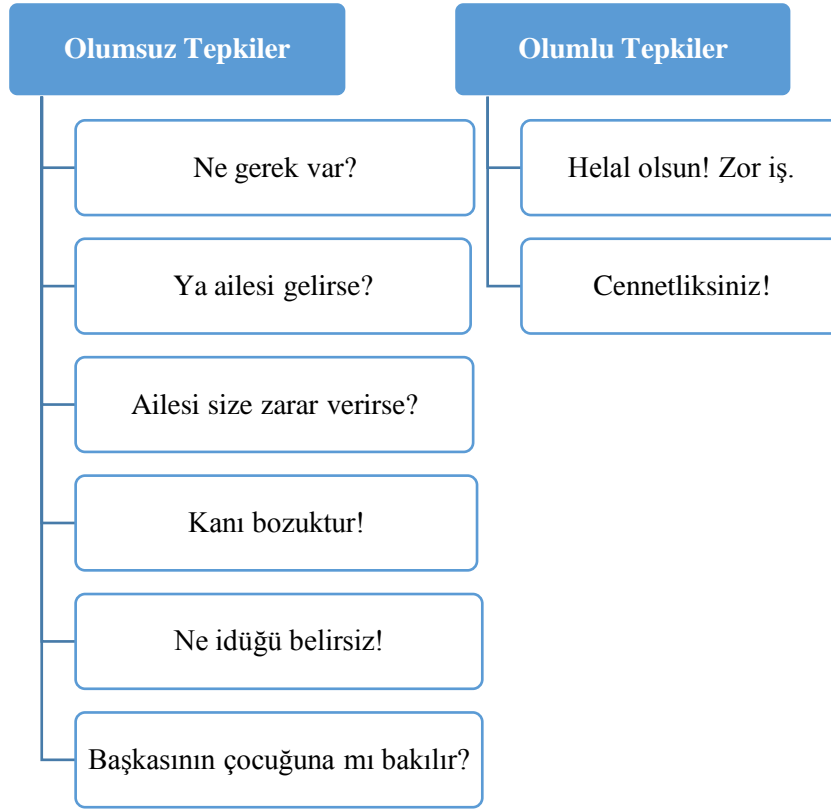 Olumsuz Tepkiler
Ne gerek var?
Ya ailesi gelirse?
Ailesi size zarar verirse?
Kanı bozuktur!
Ne idüğü belirsiz!
Başkasının çocuğuna mı bakılır?
Olumlu Tepkiler
Helal olsun! Zor iş.
Cennetliksiniz!